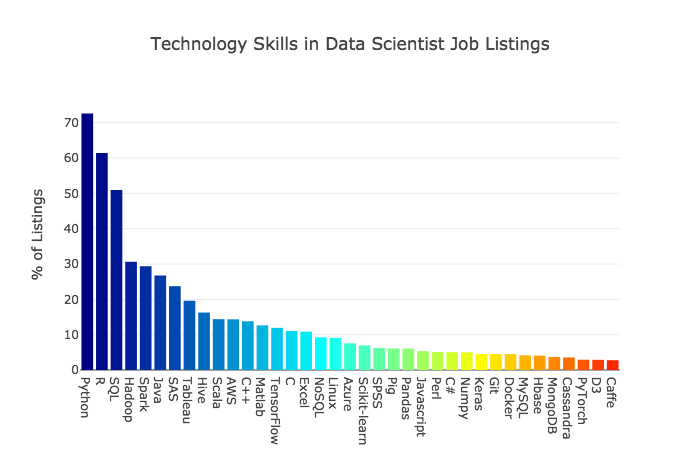 Technology Skills in Data Scientist Job Listings
% of Listings
70
60
50
40
30
20
10
0
Python
R
SQL
Hadoop
Spark
Java
SAS
Tableau
Hive
Scala
AWS
C++
Matlab
TensorFlow
C
Excel
NoSQL
Linux
Azure
Scikit-learn
SPSS
Pig
Pandas
Javascript
Perl
C#
Numpy
Keras
Git
Docker
MySQL
Hbase
MongoDB
Cassandra
PyTorch
D3
Caffe